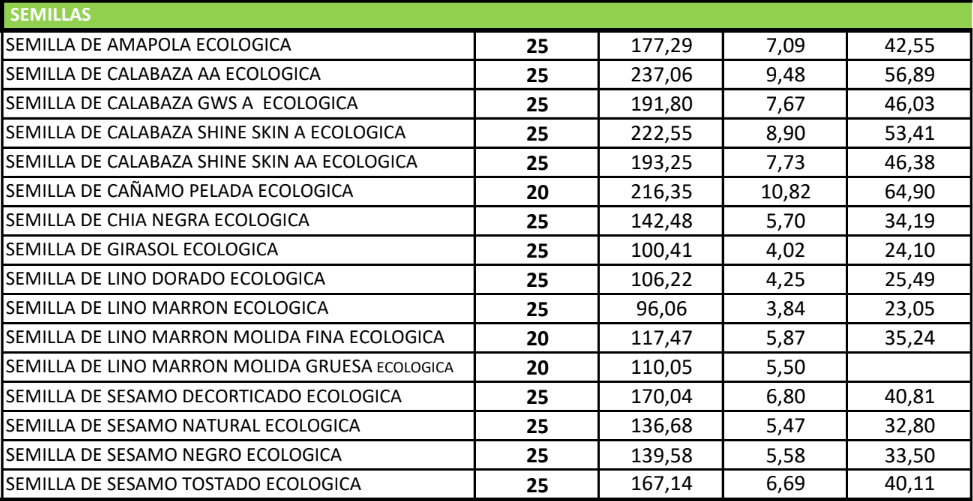 SEMILLAS
SEMILLA DE AMAPOLA ECOLOGICA 25 177,29 7,09 42,55
SEMILLA DE CALABAZA AA ECOLOGICA 25 237,06 9,48 56,89
SEMILLA DE CALABAZA GWS A ECOLOGICA 25 191,80 7,67 46,03
SEMILLA DE CALABAZA SHINE SKIN A ECOLOGICA 25 222,55 8,90 53,41
SEMILLA DE CALABAZA SHINE SKIN AA ECOLOGICA 25 193,25 7,73 46,38
SEMILLA DE CAÑAMO PELADA ECOLOGICA 20 216,35 10,82 64,90
SEMILLA DE CHIA NEGRA ECOLOGICA 25 142,48 5,70 34,19
SEMILLA DE GIRASOL ECOLOGICA 25 100,41 4,02 24,10
SEMILLA DE LINO DORADO ECOLOGICA 25 106,22 4,25 25,49
SEMILLA DE LINO MARRON ECOLOGICA 25 96,06 3,84 23,05
SEMILLA DE LINO MARRON MOLIDA FINA ECOLOGICA 20 117,47 5,87 35,24
SEMILLA DE LINO MARRON MOLIDA GRUESA ECOLOGICA 20 110,05 5,50
SEMILLA DE SESAMO DECORTICADO ECOLOGICA 25 170,04 6,80 40,81
SEMILLA DE SESAMO NATURAL ECOLOGICA 25 136,68 5,47 32,80
SEMILLA DE SESAMO NEGRO ECOLOGICA 25 139,58 5,58 33,50
SEMILLA DE SESAMO TOSTADO ECOLOGICA 25 167,14 6,69 40,11